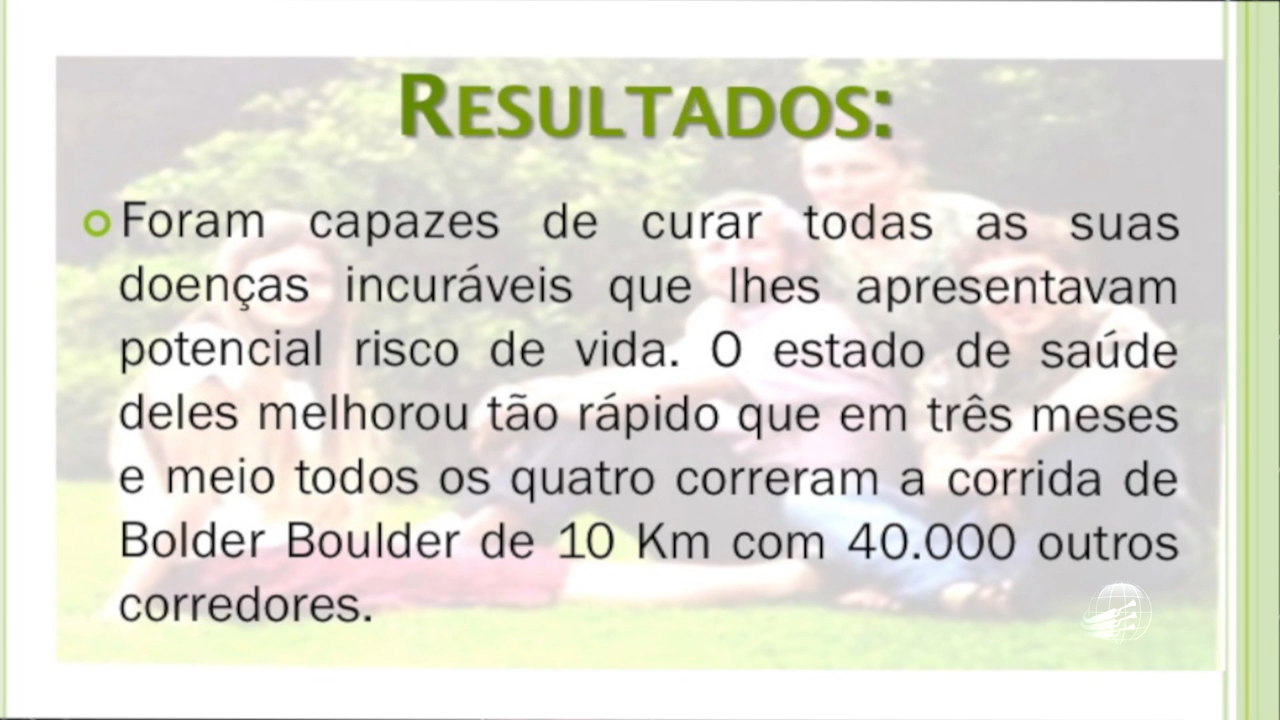 RESULTADOS:
Foram capazes de curar todas as suas
doenças incuráveis que lhes apresentavam
potencial risco de vida. O estado de saúde
deles melhorou tão rápido que em três meses
e meio todos os quatro correram a corrida de
Bolder Boulder de 10 Km com 40.000 outros
corredores.